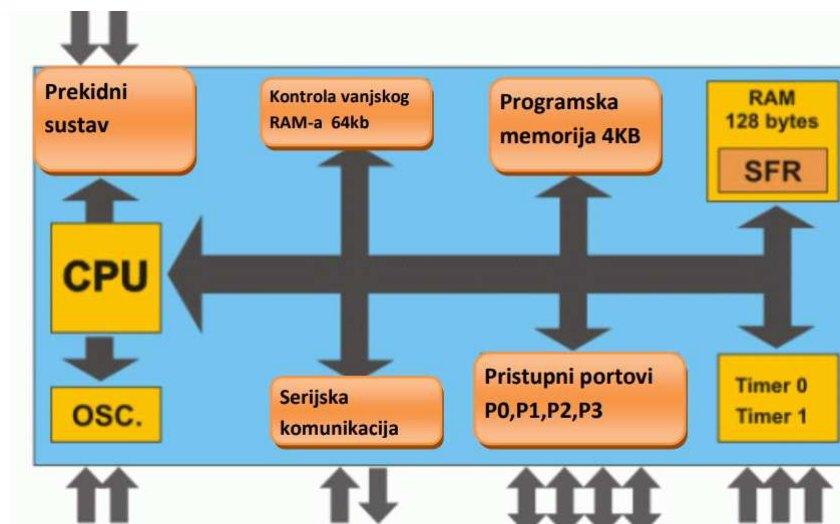 Prekidni
sustav
Kontrola vanjskog
RAM-a 64kb
Programska
memorija 4KB
RAM
128 bytes
SFR
CPU
OSC.
Serijska
komunikacija
Pristupni portovi
P0,P1,P2,P3
Timer 0
Timer 1